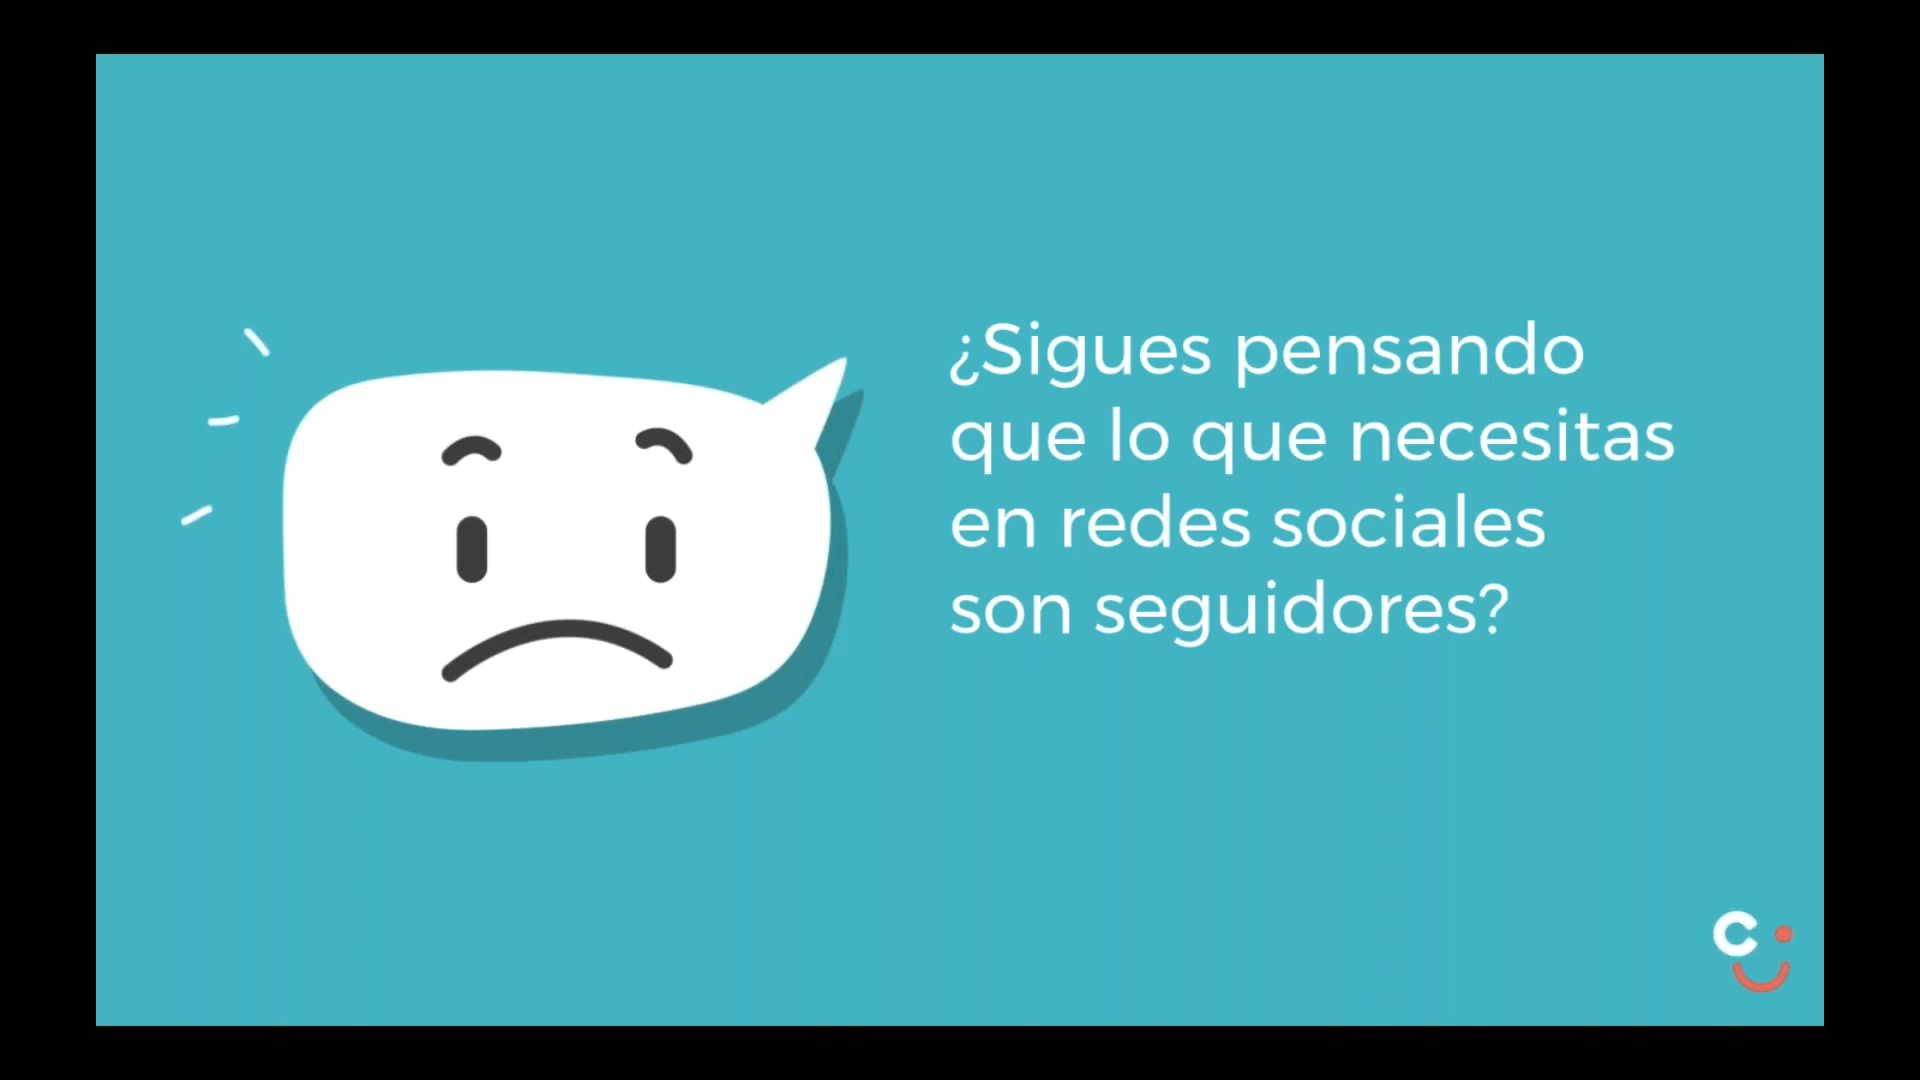 ¿Sigues pensando
que lo que necesitas
en redes sociales
son seguidores?
c